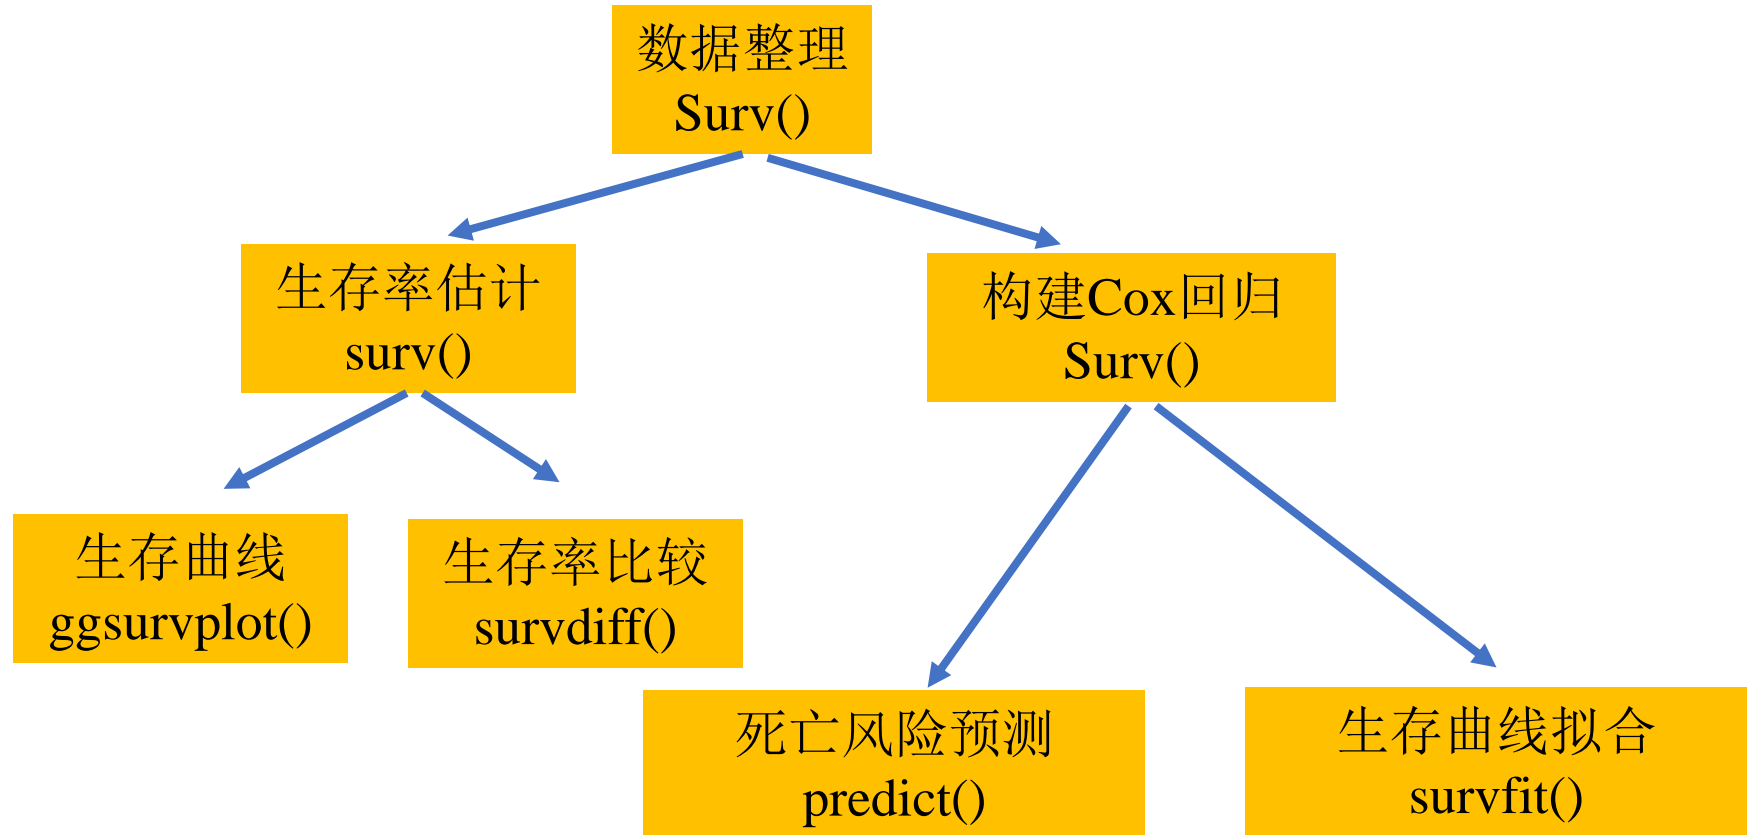 数据整理
Surv()
生存率估计
surv()
构建Cox回归
Surv()
生存曲线
ggsurvplot()
生存率比较
survdiff()
死亡风险预测
predict()
生存曲线拟合
survfit()